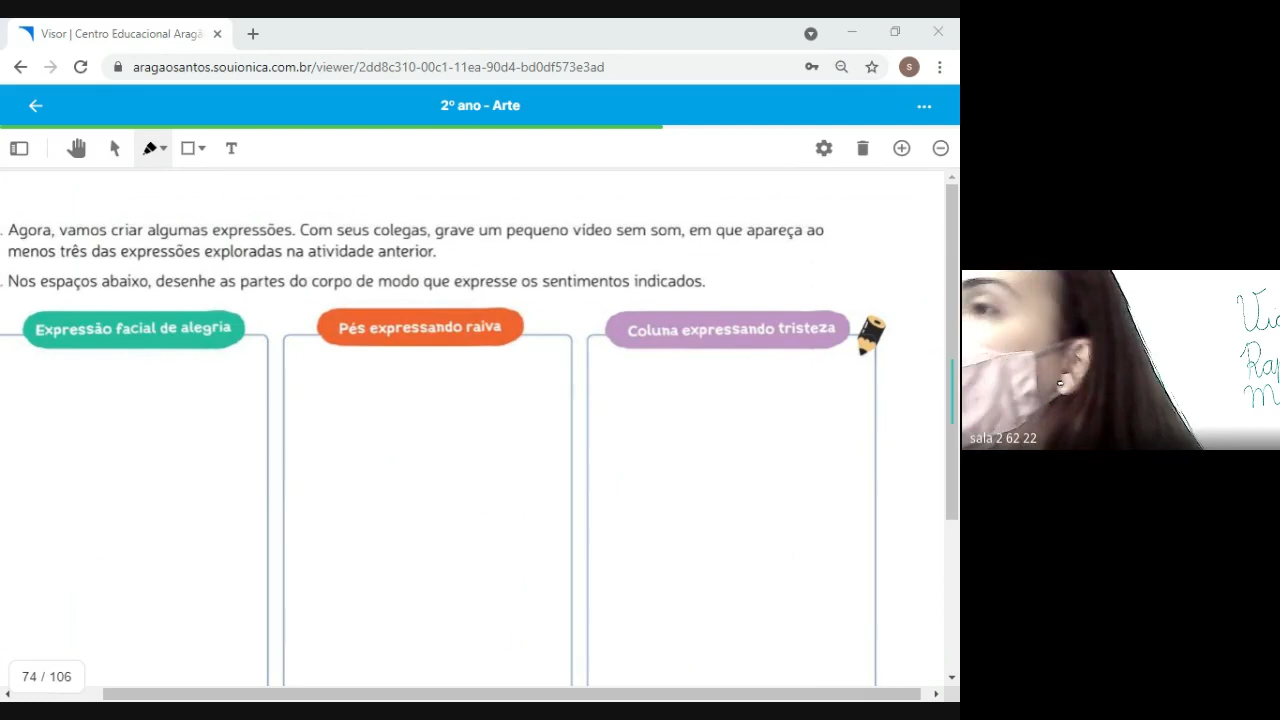 Visor | Centro Educacional Aragã
aragaosantos.souionica.com.br/viewer/2dd8c310-00c1-11ea-90d4-bd0df573e3ad
s
2º ano - Arte
T
. Agora, vamos criar algumas expressões. Com seus colegas, grave um pequeno vídeo sem som, em que apareça ao
menos três das expressões exploradas na atividade anterior.
. Nos espaços abaixo, desenhe as partes do corpo de modo que expresse os sentimentos indicados.
Expressão facial de alegria
Pés expressando raiva
Coluna expressando tristeza
74 / 106
sala 2 62 22